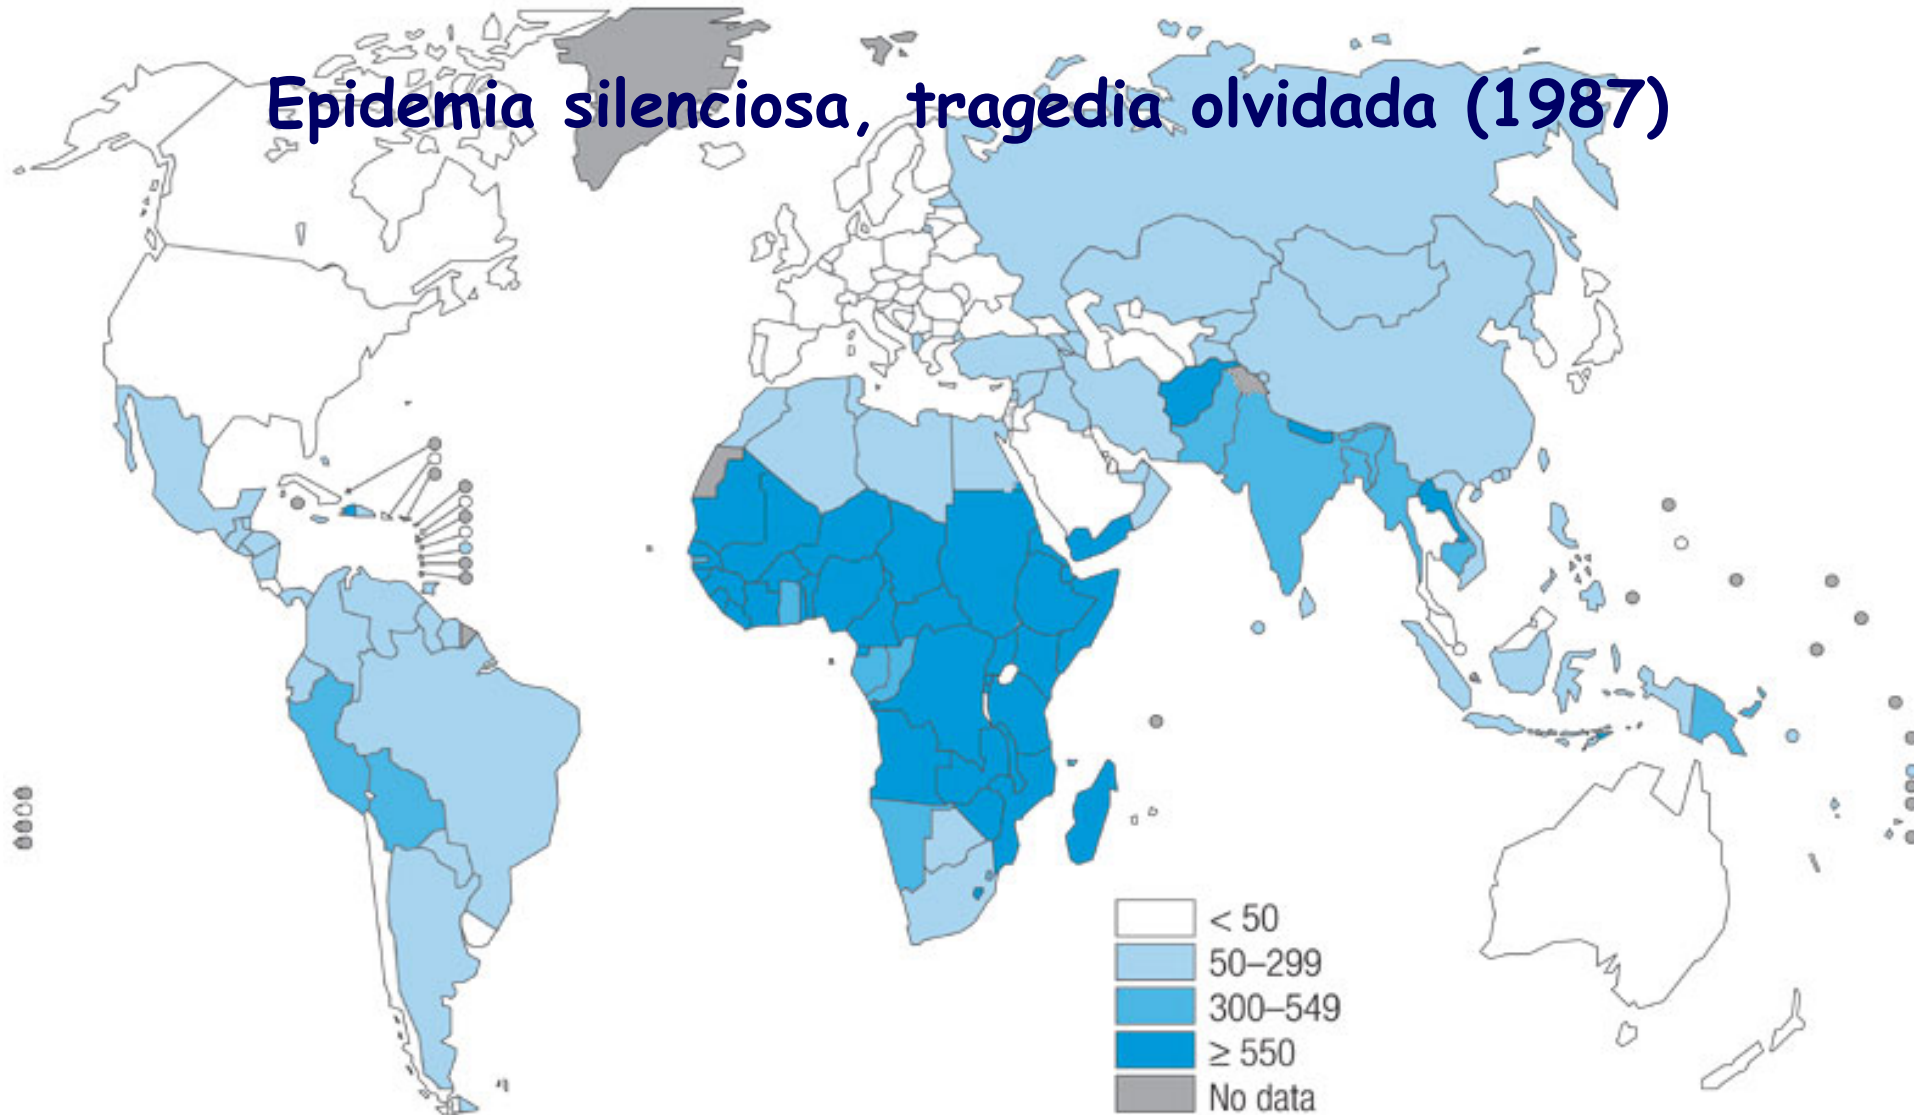 Epidemia silenciosa, tragedia olvidada (1987)
< 50
50–299
300–549
≥ 550
No data